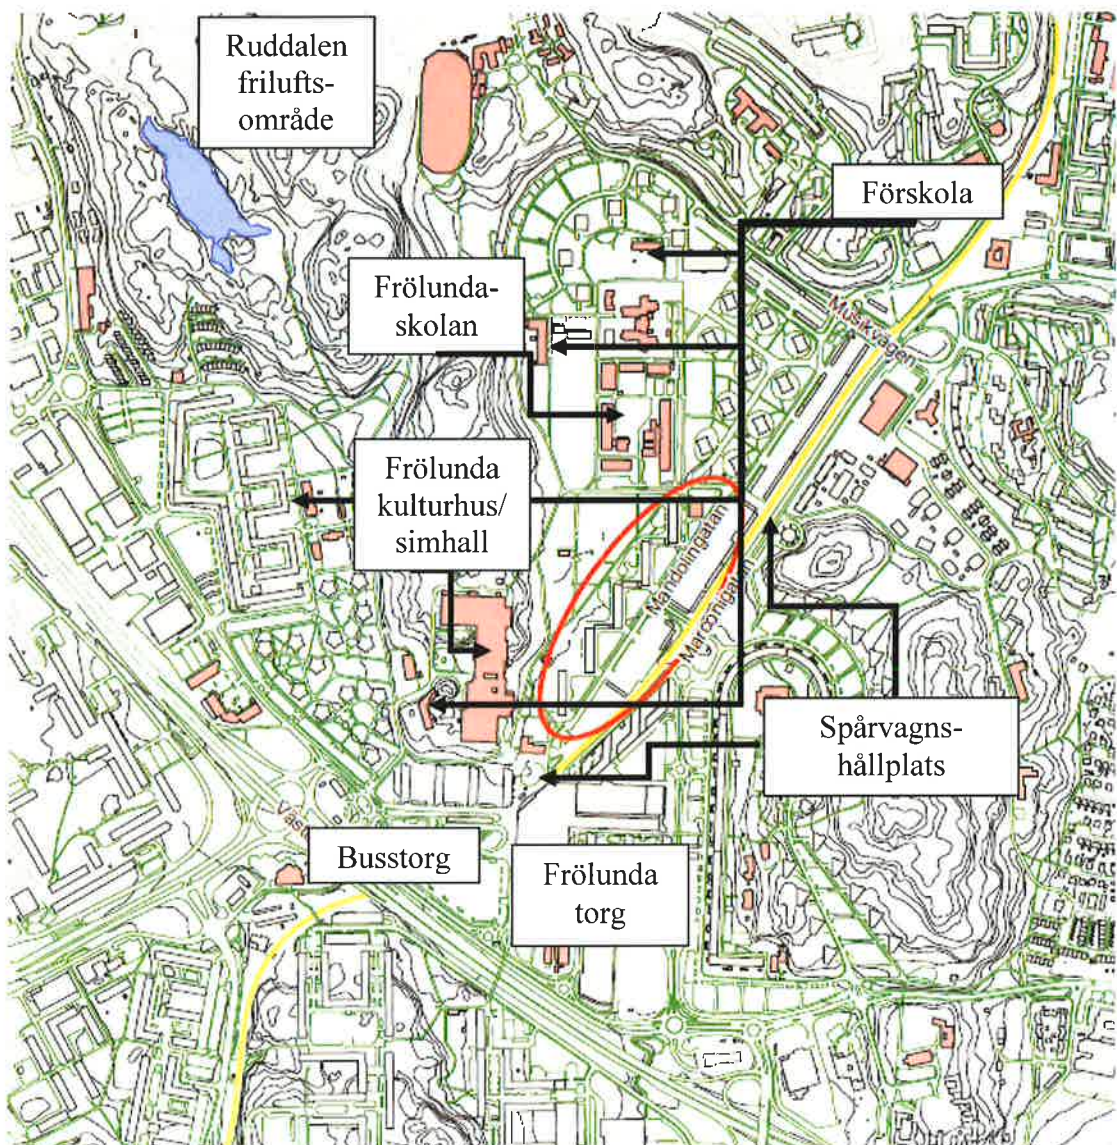 Ruddalen
frilufts-
område
Förskola
Frölunda-
skolan
Musikvägen
Frölunda
kulturhus/
simhall
Mandolingatan
Marconigatan
Spårvagns-
hållplats
Busstorg
Frölunda
torg